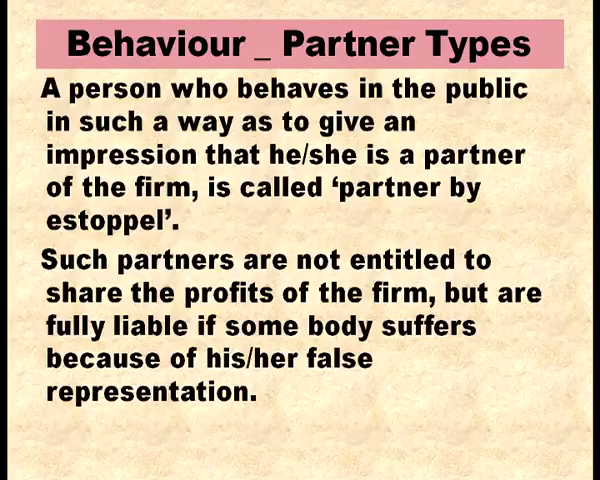 Behaviour _ Partner Types
A person who behaves in the public
in such a way as to give an
impression that he/she is a partner
of the firm, is called ‘partner by
estoppel’.
Such partners are not entitled to
share the profits of the firm, but are
fully liable if some body suffers
because of his/her false
representation.